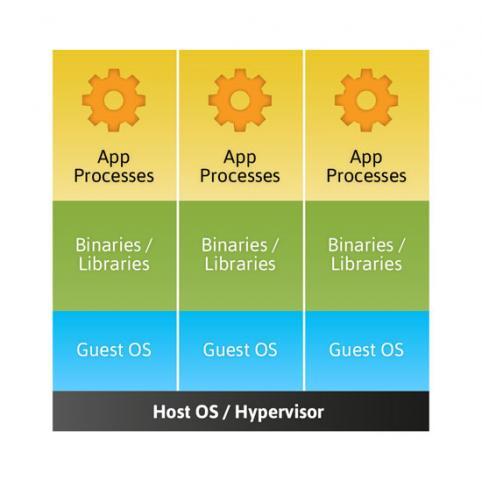 App
Processes
App
Processes
App
Processes
Binaries /
Libraries
Binaries /
Libraries
Binaries /
Libraries
Guest OS
Guest OS
Guest OS
Host OS / Hypervisor